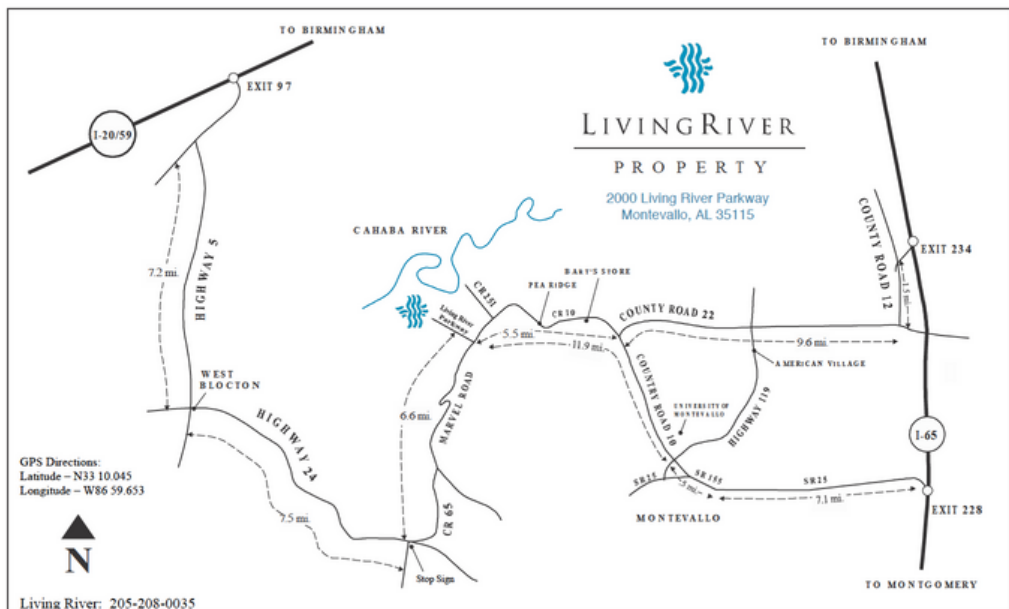 TO BIRMINGHAM
EXIT 97
I-20/59
TO BIRMINGHAM
LIVINGRIVER
PROPERTY
2000 Living River Parkway
Montevallo, AL 35115
CAHABA RIVER
COUNTY ROAD 12
EXIT 234
1.5 mi.
7.2 mi.
HIGHWAY 5
CR 251
PEA RIDGE
BART'S STORE
CR 10
COUNTY ROAD 22
Living River
Parkway
5.5 mi.
11.9 mi.
9.6 mi.
AMERICAN VILLAGE
WEST
BLOCTON
HIGHWAY 24
6.6 mi.
MARVEL ROAD
COUNTRY ROAD 10
UNIVERSITY OF
MONTEVALLO
HIGHWAY 119
I-65
GPS Directions:
Latitude – N33 10.045
Longitude – W86 59.653
7.5 mi.
CR 65
SR25
SR155
.5 mi.
SR25
7.1 mi.
MONTEVALLO
EXIT 228
N
Stop Sign
TO MONTGOMERY
Living River: 205-208-0035